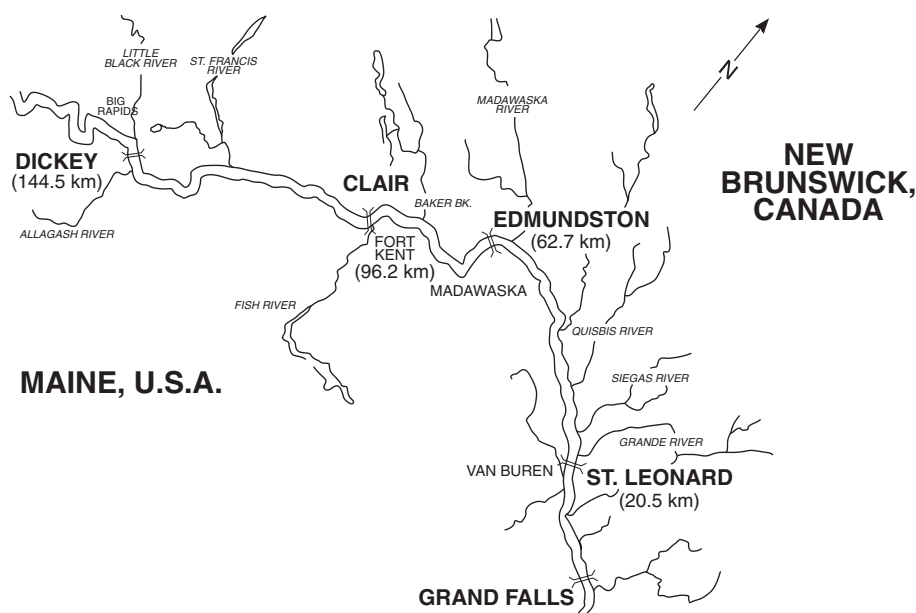 LITTLE
BLACK RIVER
ST. FRANCIS
RIVER
BIG
RAPIDS
MADAWASKA
RIVER
N
DICKEY
(144.5 km)
CLAIR
NEW
BRUNSWICK,
CANADA
BAKER BK.
EDMUNDSTON
(62.7 km)
ALLAGASH RIVER
FORT
KENT
(96.2 km)
MADAWASKA
FISH RIVER
QUISBIS RIVER
MAINE, U.S.A.
SIEGAS RIVER
GRANDE RIVER
VAN BUREN
ST. LEONARD
(20.5 km)
GRAND FALLS